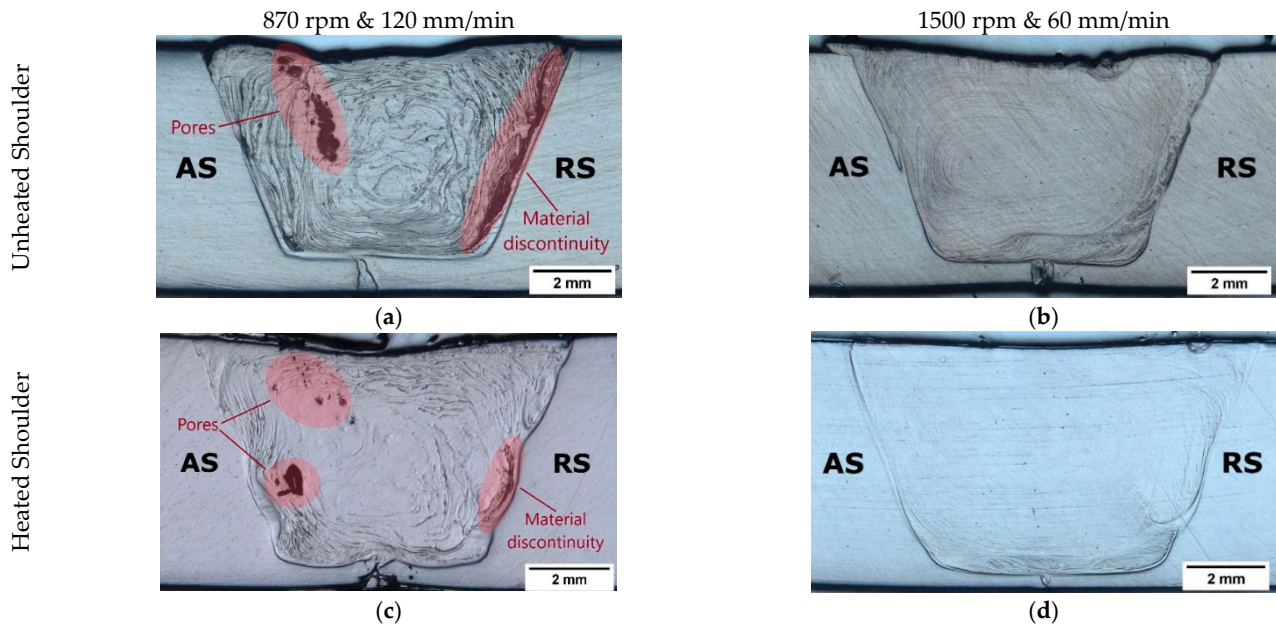 870 rpm & 120 mm/min
1500 rpm & 60 mm/min
Unheated Shoulder
Pores
AS
RS
Material
discontinuity
2 mm
(a)
AS
RS
2 mm
(b)
Heated Shoulder
Pores
AS
RS
Material
discontinuity
2 mm
(c)
AS
RS
2 mm
(d)